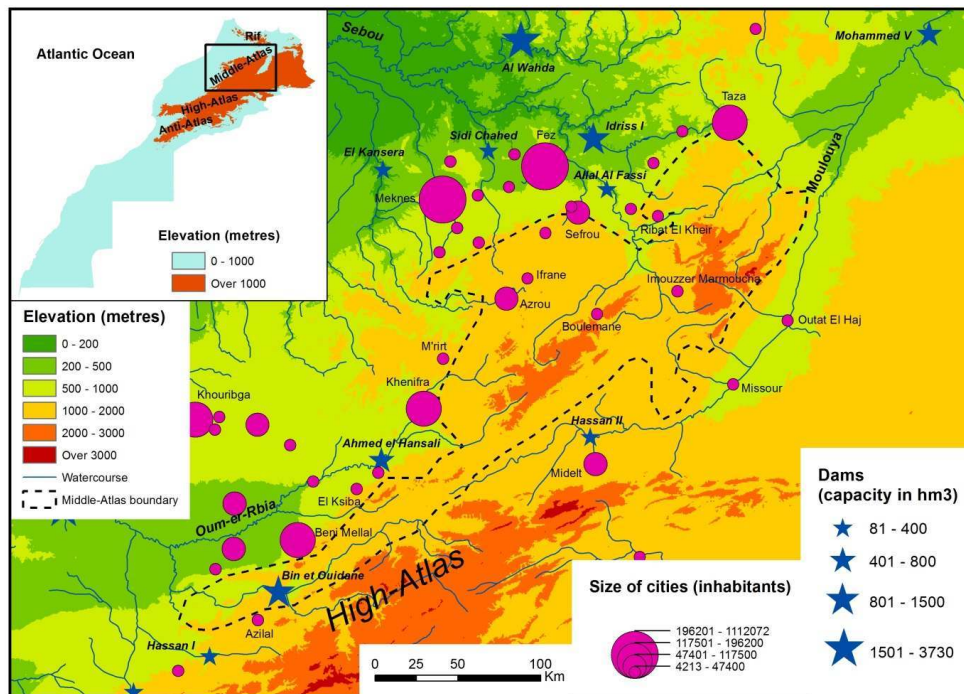 Atlantic Ocean
Rif
Middle-Atlas
High-Atlas
Anti-Atlas
Elevation (metres)
0 - 1000
Over 1000
Elevation (metres)
0 - 200
200 - 500
500 - 1000
1000 - 2000
2000 - 3000
Over 3000
Watercourse
Middle-Atlas boundary
Sebou
Al Wahda
Mohammed V
Taza
Idriss I
Sidi Chahed
Fez
El Kansera
Allal Al Fassi
Moulouya
Meknes
Sefrou
Ribat El Kheir
Ifrane
Imouzzer Marmoucha
Azrou
Boulemane
Outat El Haj
M'rirt
Khenifra
Missour
Khouribga
Hassan II
Ahmed el Hansali
Midelt
El Ksiba
Oum-er-Rbia
Beni Mellal
Bin et Ouidane
High-Atlas
Azilal
Hassan I
0 25 50 100
Km
Size of cities (inhabitants)
196201 - 1112072
117501 - 196200
47401 - 117500
4213 - 47400
Dams
(capacity in hm3)
81 - 400
401 - 800
801 - 1500
1501 - 3730